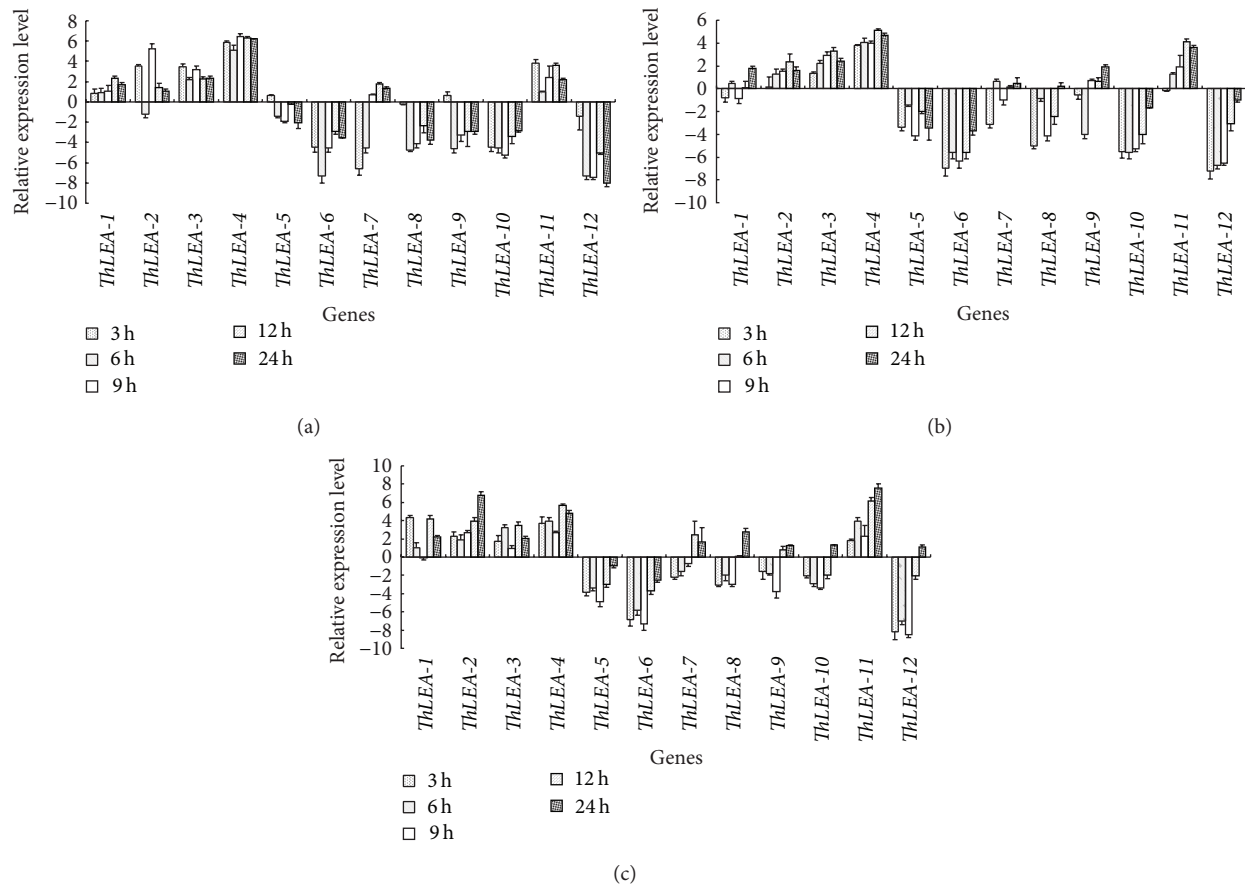 Relative expression level
8
6
4
2
0
−2
−4
−6
−8
−10
ThLEA-1
ThLEA-2
ThLEA-3
ThLEA-4
ThLEA-5
ThLEA-6
ThLEA-7
ThLEA-8
ThLEA-9
ThLEA-10
ThLEA-11
ThLEA-12
Genes
3 h
6 h
9 h
12 h
24 h
(a)
Relative expression level
6
4
2
0
−2
−4
−6
−8
−10
ThLEA-1
ThLEA-2
ThLEA-3
ThLEA-4
ThLEA-5
ThLEA-6
ThLEA-7
ThLEA-8
ThLEA-9
ThLEA-10
ThLEA-11
ThLEA-12
Genes
3 h
6 h
9 h
12 h
24 h
(b)
Relative expression level
10
8
6
4
2
0
−2
−4
−6
−8
−10
ThLEA-1
ThLEA-2
ThLEA-3
ThLEA-4
ThLEA-5
ThLEA-6
ThLEA-7
ThLEA-8
ThLEA-9
ThLEA-10
ThLEA-11
ThLEA-12
Genes
3 h
6 h
9 h
12 h
24 h
(c)